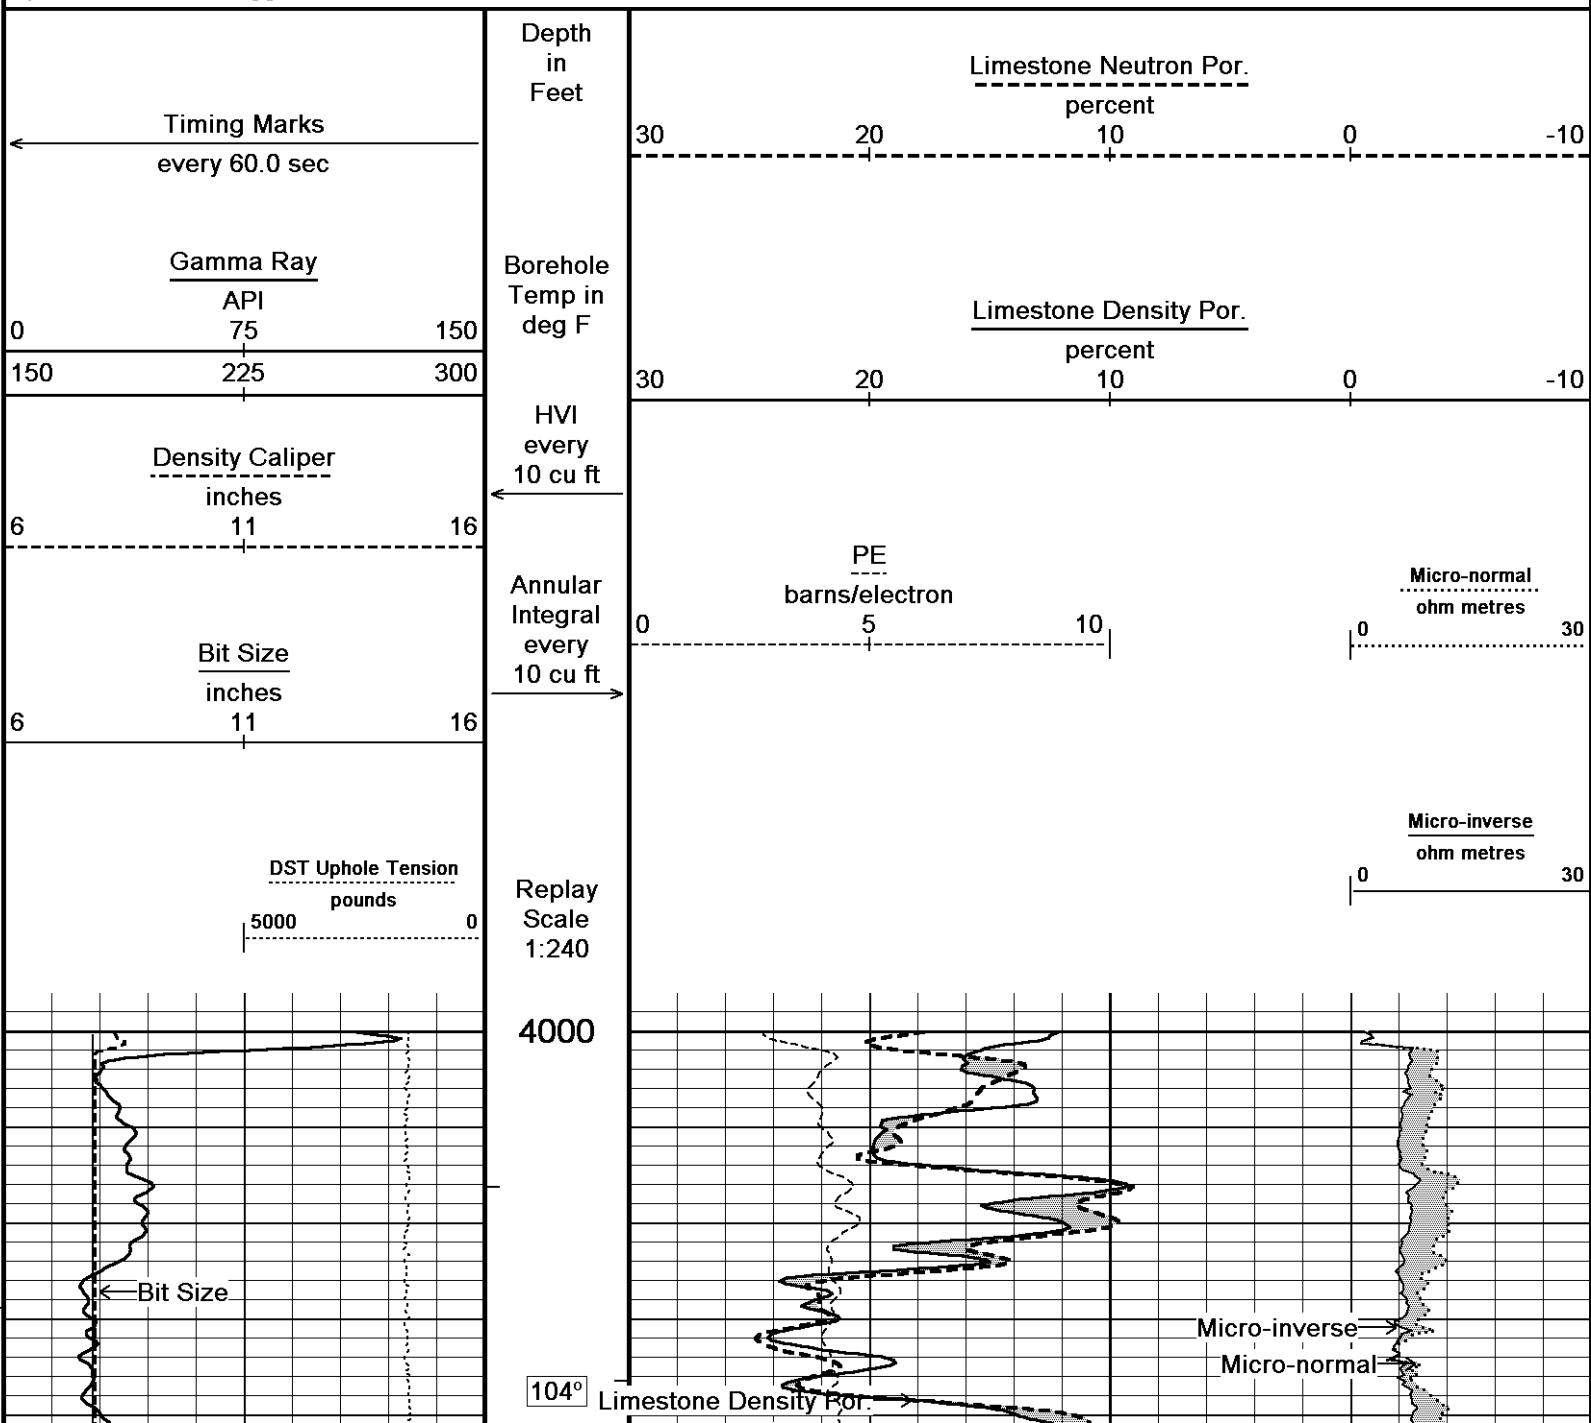 Depth
in
Feet
Limestone Neutron Por.
percent
30 20 10 0 -10
Timing Marks
every 60.0 sec
Gamma Ray
API
0 75 150
150 225 300
Borehole
Temp in
deg F
Limestone Density Por.
percent
30 20 10 0 -10
HVI
every
10 cu ft
Density Caliper
inches
6 11 16
PE
barns/electron
0 5 10
Micro-normal
ohm metres
0 30
Annular
Integral
every
10 cu ft
Bit Size
inches
6 11 16
Micro-inverse
ohm metres
0 30
DST Uphole Tension
pounds
5000 0
Replay
Scale
1:240
4000
Bit Size
Micro-inverse
Micro-normal
104º
Limestone Density Por.